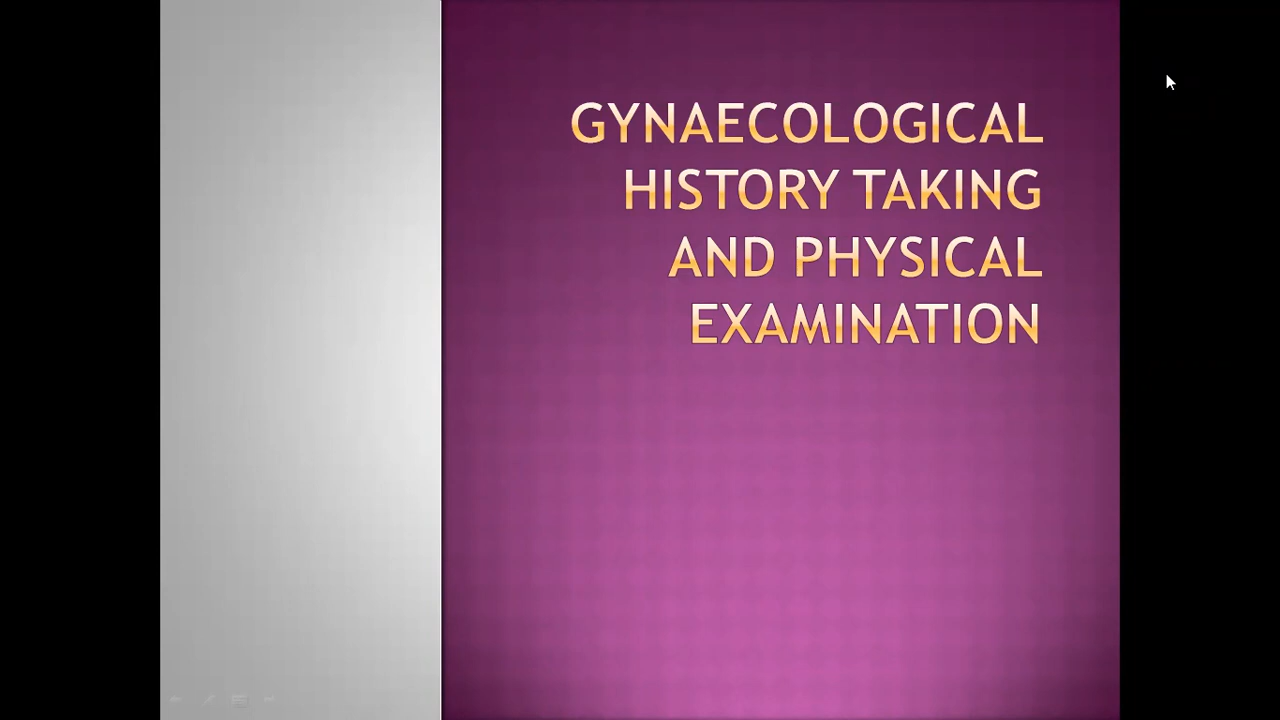 GYNAECOLOGICAL
HISTORY TAKING
AND PHYSICAL
EXAMINATION